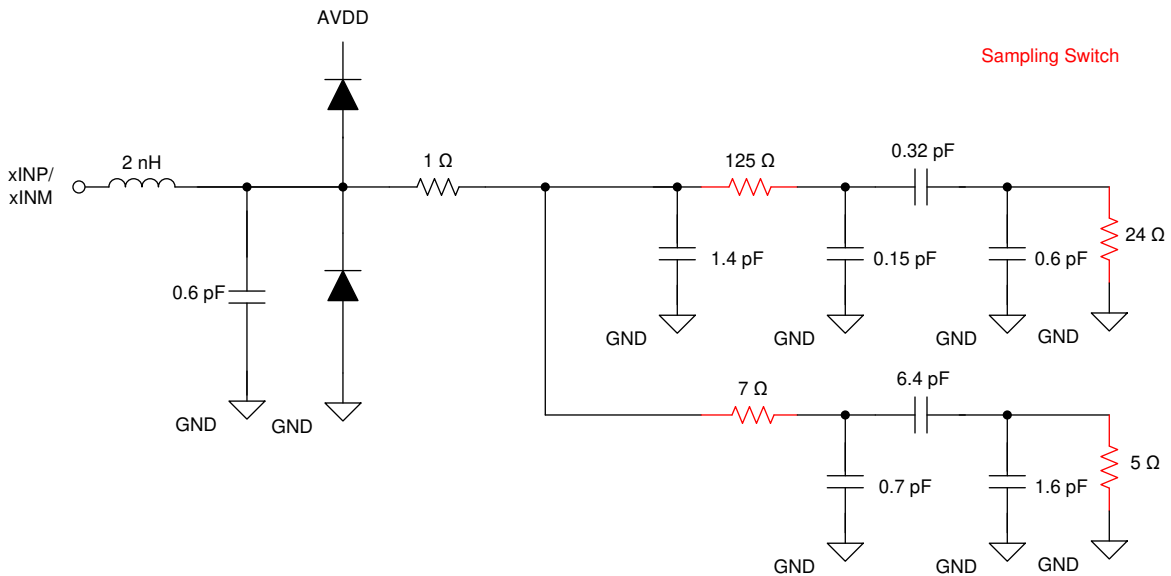 AVDD
Sampling Switch
xINP/
xINM
2 nH
1 Ω
125 Ω
0.32 pF
24 Ω
0.6 pF
1.4 pF
0.15 pF
0.6 pF
GND
GND
GND
GND
GND
GND
7 Ω
6.4 pF
5 Ω
0.7 pF
1.6 pF
GND
GND
GND